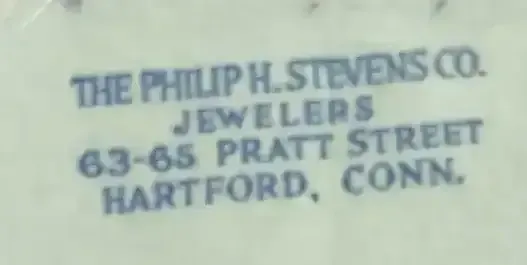 THE PHILIP H. STEVENS CO.
JEWELERS
63-65 PRATT STREET
HARTFORD, CONN.